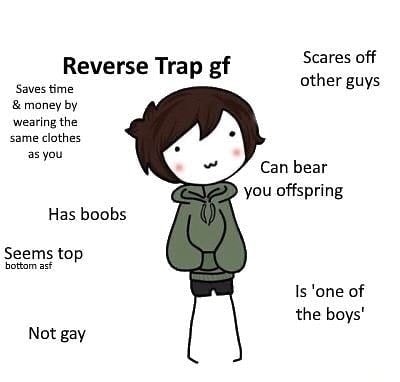 Reverse Trap gf
Scares off
other guys
Saves time
& money by
wearing the
same clothes
as you
Can bear
you offspring
Has boobs
Seems top
bottom asf
Is 'one of
the boys'
Not gay